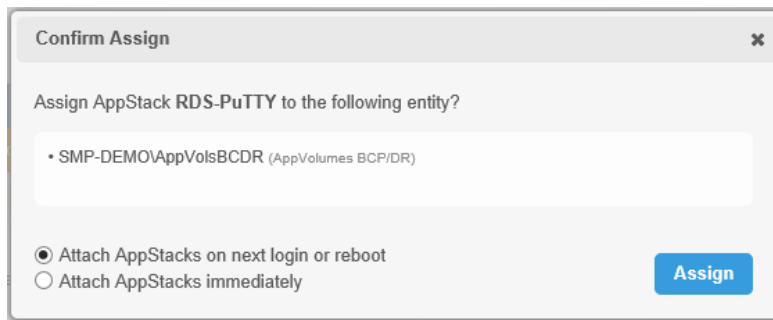 Confirm Assign ✖
Assign AppStack RDS-PuTTY to the following entity?
• SMP-DEMO\AppVolsBCDR (AppVolumes BCP/DR)
Attach AppStacks on next login or reboot
Attach AppStacks immediately
Assign